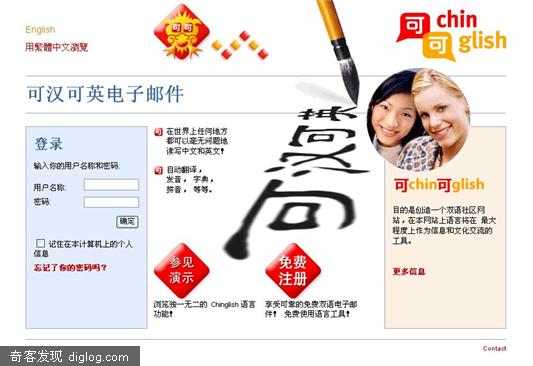 English
用繁體中文瀏覽
可 可
可 chin
可 glish
可汉可英电子邮件
可汉可英
登录
输入你的用户名称和密码:
用户名称:
密码:
确定
记住在本计算机上的个人
信息
忘记了你的密码吗?
可 在世界上任何地方
都可以毫无问题地
读写中文和英文!
可 自动翻译,
发音, 字典,
拼音, 等等。
参见
演示
浏览独一无二的 Chinglish 语言
功能!
免费
注册
享受可靠的免费双语电子邮
件! 免费使用语言工具!
可chin可glish
目的是创造一个双语社区网
站,在本网站上语言将在 最大
程度上作为信息和文化交流的
工具。
更多信息
Contact
奇客发现 diglog.com